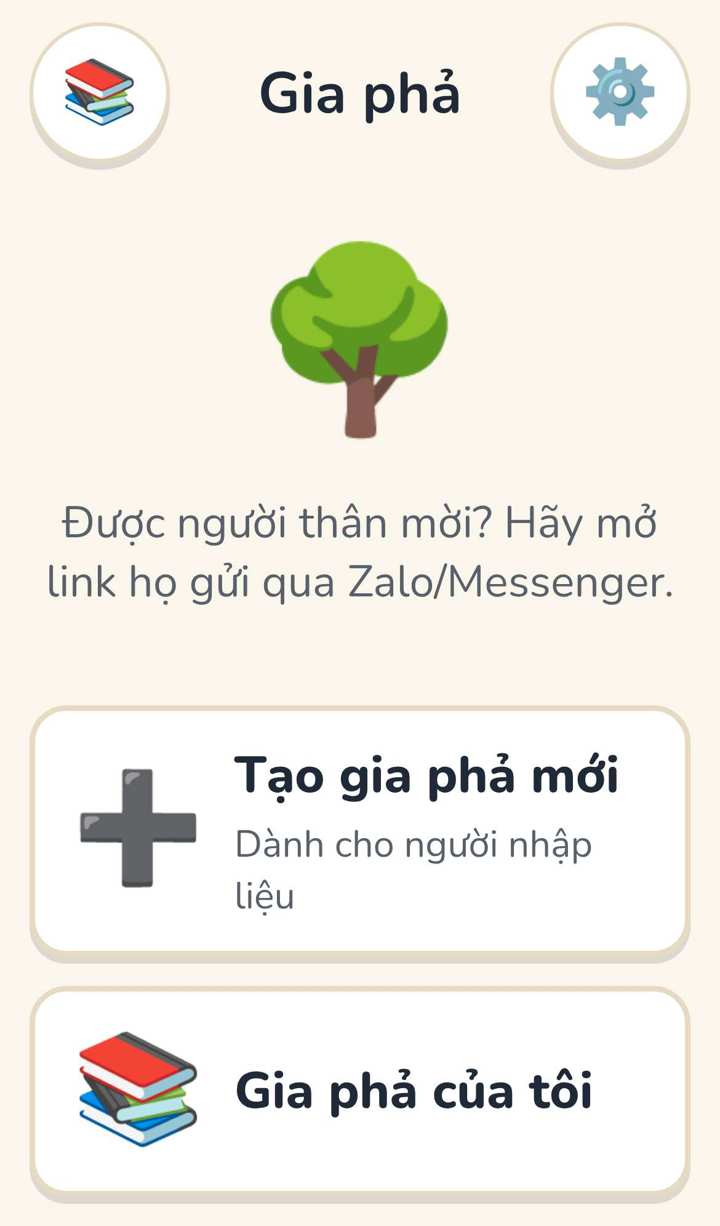 Gia phả
Được người thân mời? Hãy mở
link họ gửi qua Zalo/Messenger.
Tạo gia phả mới
Dành cho người nhập
liệu
Gia phả của tôi